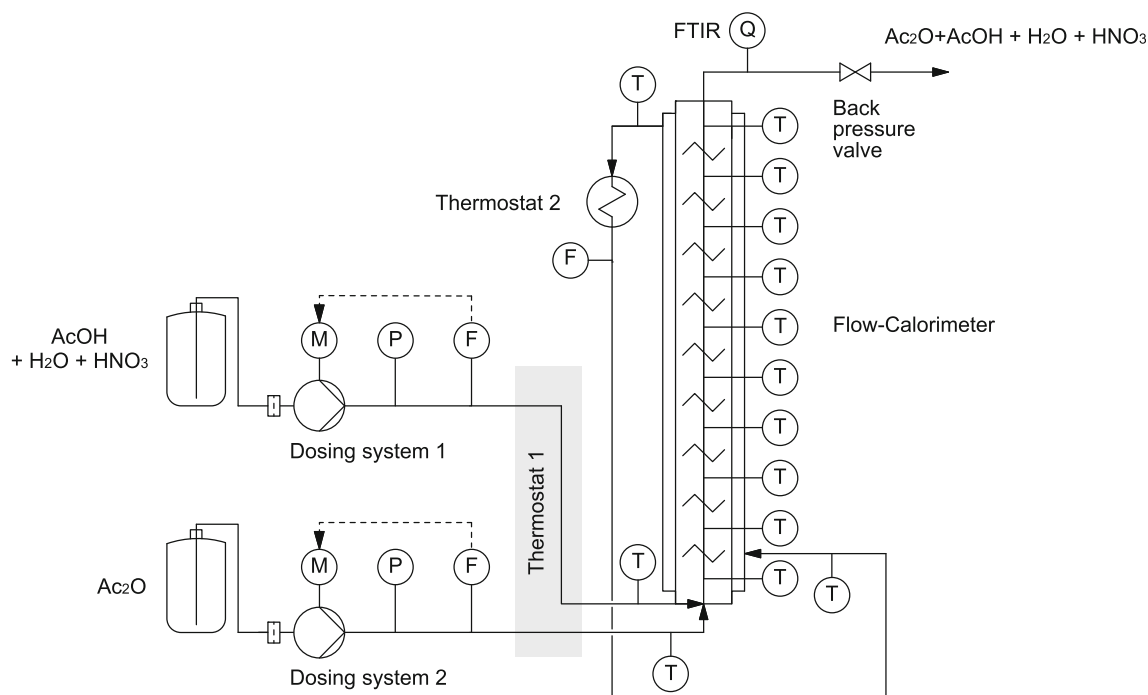 FTIR
Q
Ac₂O+AcOH + H₂O + HNO₃
T
Back
pressure
valve
T
T
Thermostat 2
T
F
T
T
AcOH
+ H₂O + HNO₃
M
P
F
T
Flow-Calorimeter
T
Dosing system 1
T
Thermostat 1
T
Ac₂O
M
P
F
T
T
T
T
Dosing system 2
T